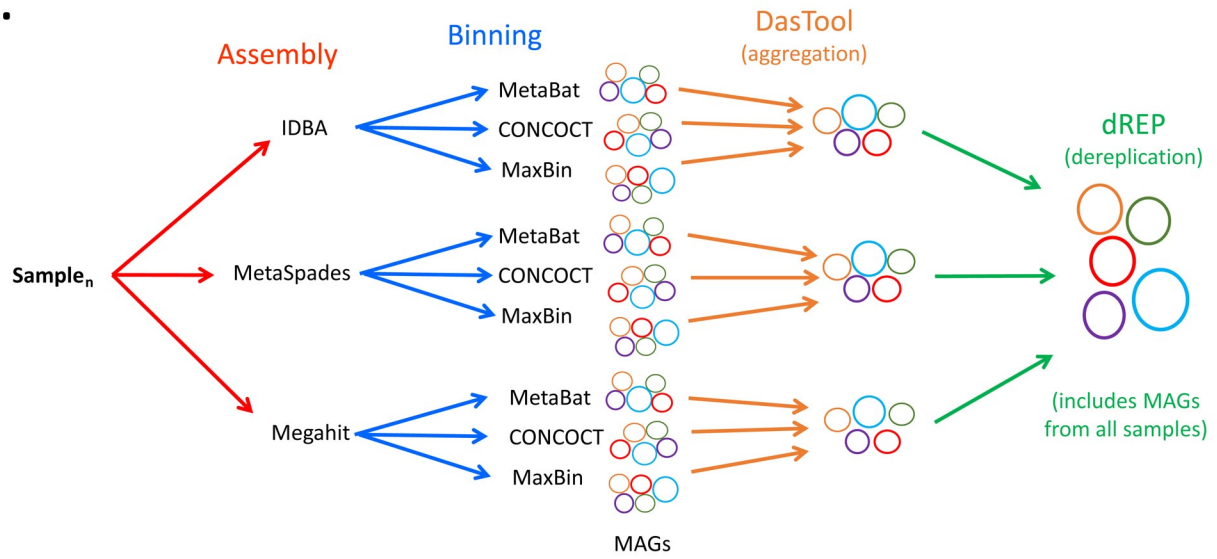 .
Assembly
Binning
DasTool
(aggregation)
dREP
(dereplication)
Sampleₙ
IDBA
MetaBat
CONCOCT
MaxBin
MetaSpades
MetaBat
CONCOCT
MaxBin
Megahit
MetaBat
CONCOCT
MaxBin
MAGs
(includes MAGs
from all samples)